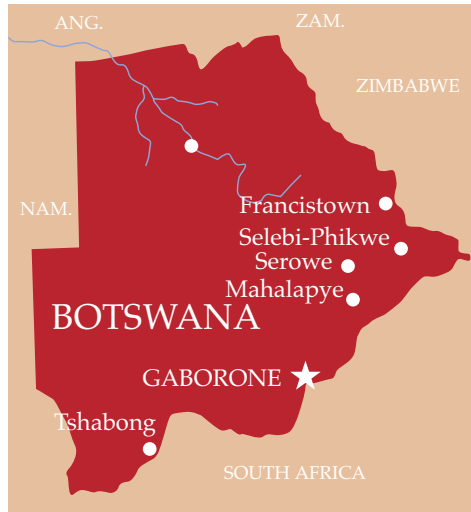 ANG.
ZAM.
ZIMBABWE
NAM.
Francistown
Selebi-Phikwe
Serowe
Mahalapye
BOTSWANA
GABORONE
Tshabong
SOUTH AFRICA